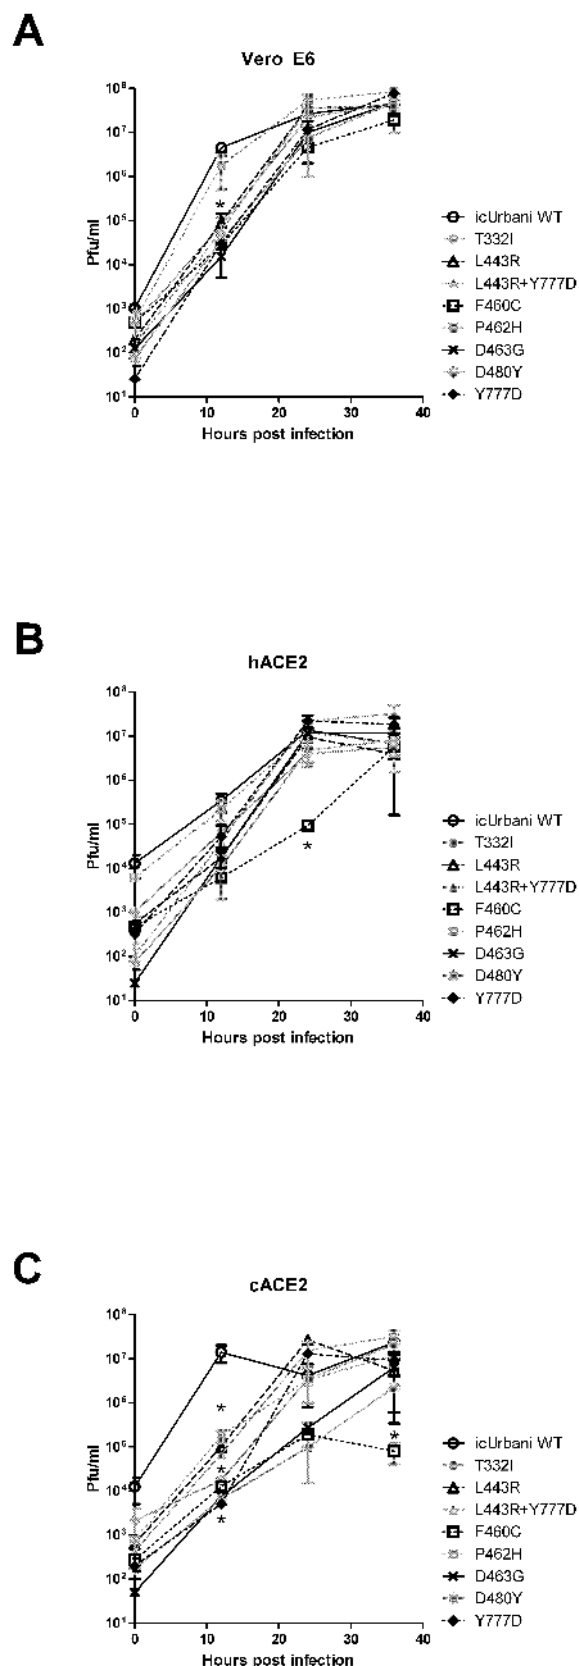 A
Vero E6
10⁸
10⁷
10⁶
10⁵
10⁴
10³
10²
10¹
Pfu/ml
*
0 10 20 30 40
Hours post infection
icUrbani WT
T332I
L443R
L443R+Y777D
F460C
P462H
D463G
D480Y
Y777D
B
hACE2
10⁸
10⁷
10⁶
10⁵
10⁴
10³
10²
10¹
Pfu/ml
*
0 10 20 30 40
Hours post infection
icUrbani WT
T332I
L443R
L443R+Y777D
F460C
P462H
D463G
D480Y
Y777D
C
cACE2
10⁸
10⁷
10⁶
10⁵
10⁴
10³
10²
10¹
Pfu/ml
*
*
*
*
0 10 20 30 40
Hours post infection
icUrbani WT
T332I
L443R
L443R+Y777D
F460C
P462H
D463G
D480Y
Y777D